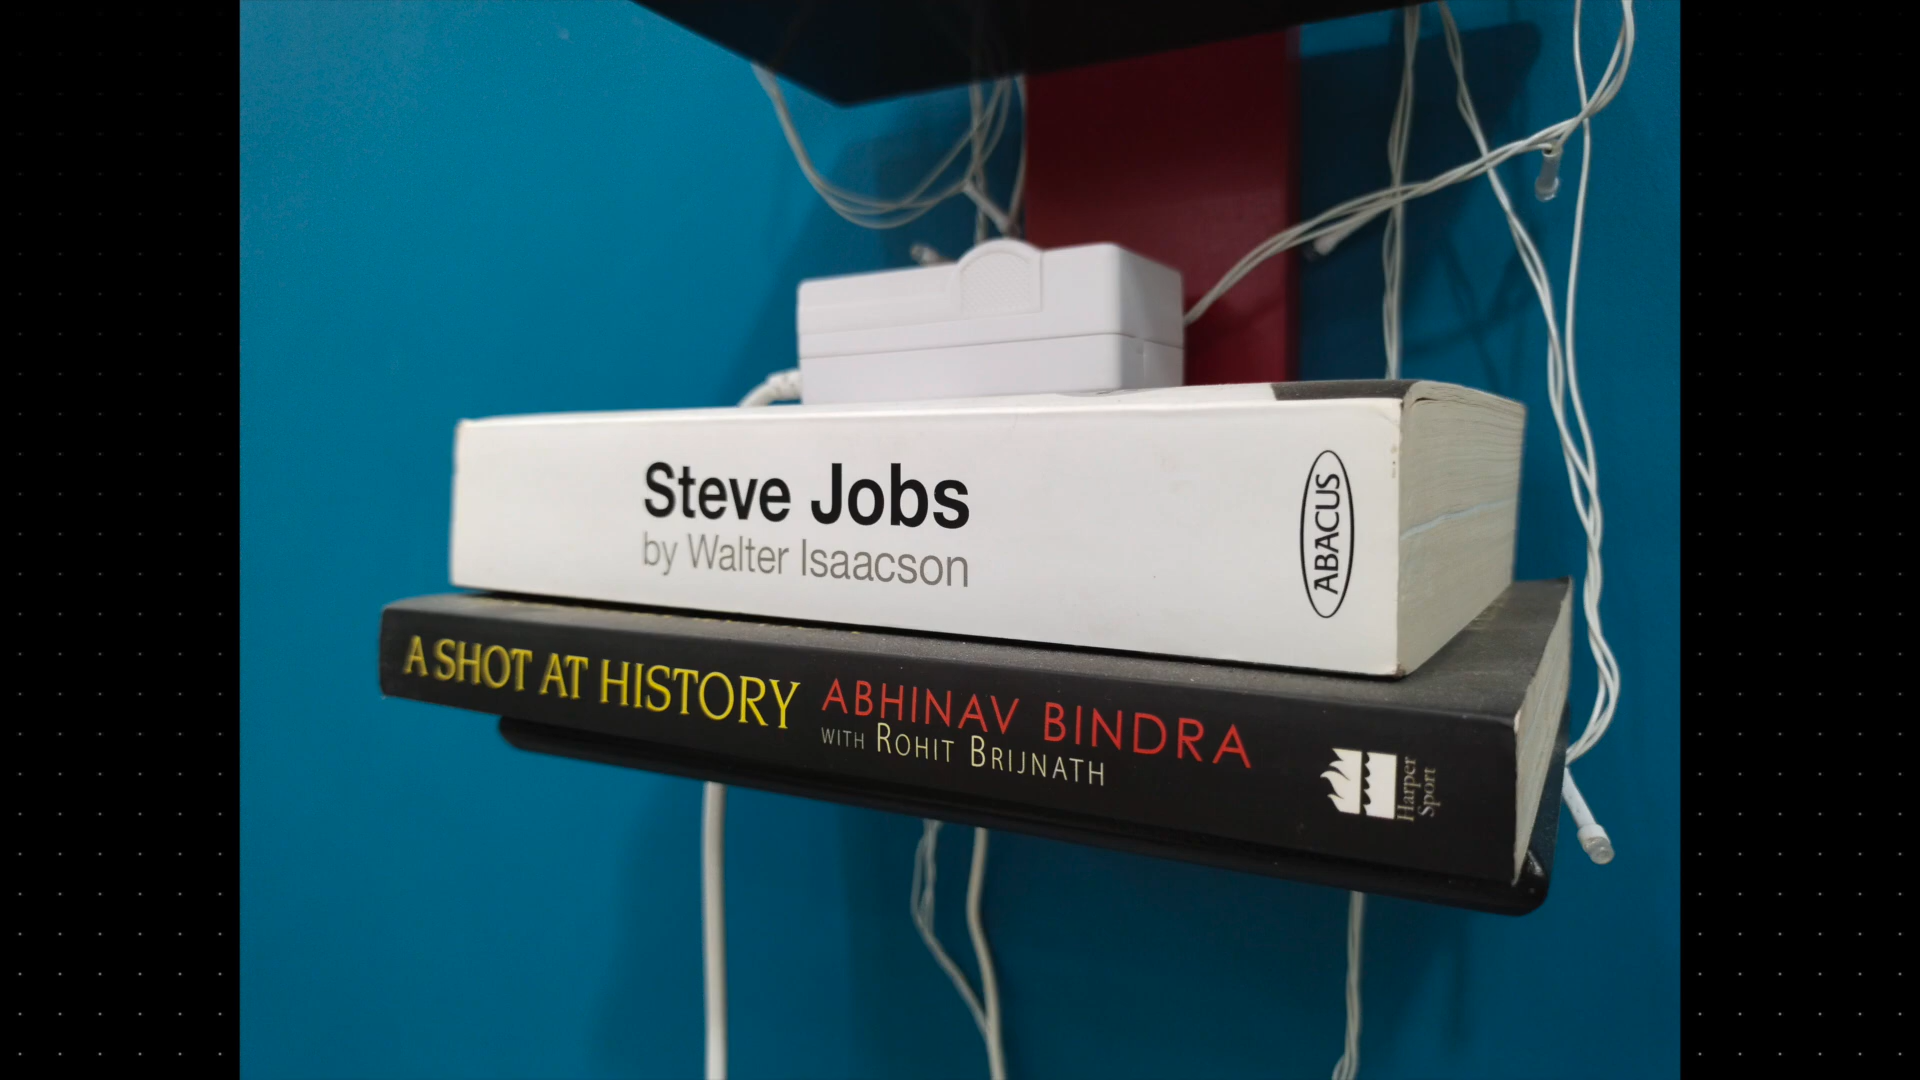 Steve Jobs
by Walter Isaacson
ABACUS
A SHOT AT HISTORY
ABHINAV BINDRA
WITH ROHIT BRIJNATH
Harper
Sport